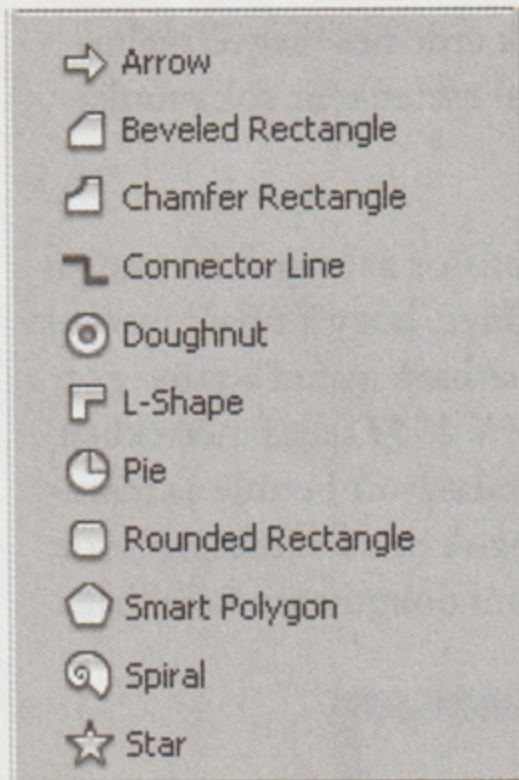 Arrow
Beveled Rectangle
Chamfer Rectangle
Connector Line
Doughnut
L-Shape
Pie
Rounded Rectangle
Smart Polygon
Spiral
Star